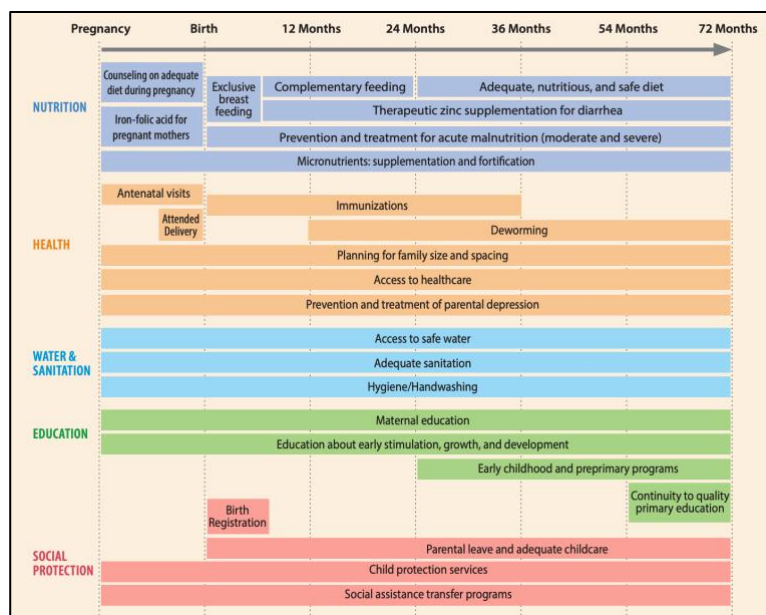 Pregnancy Birth 12 Months 24 Months 36 Months 54 Months 72 Months
NUTRITION
Counseling on adequate
diet during pregnancy
Exclusive
breast
feeding
Complementary feeding
Adequate, nutritious, and safe diet
Therapeutic zinc supplementation for diarrhea
Iron-folic acid for
pregnant mothers
Prevention and treatment for acute malnutrition (moderate and severe)
Micronutrients: supplementation and fortification
HEALTH
Antenatal visits
Immunizations
Attended
Delivery
Deworming
Planning for family size and spacing
Access to healthcare
Prevention and treatment of parental depression
WATER &
SANITATION
Access to safe water
Adequate sanitation
Hygiene/Handwashing
EDUCATION
Maternal education
Education about early stimulation, growth, and development
Early childhood and preprimary programs
Continuity to quality
primary education
SOCIAL
PROTECTION
Birth
Registration
Parental leave and adequate childcare
Child protection services
Social assistance transfer programs